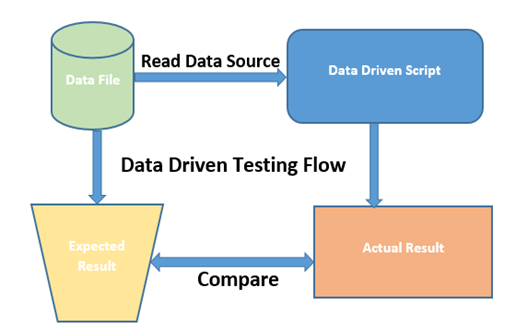 Read Data Source
Data File
Data Driven Script
Data Driven Testing Flow
Expected
Result
Actual Result
Compare